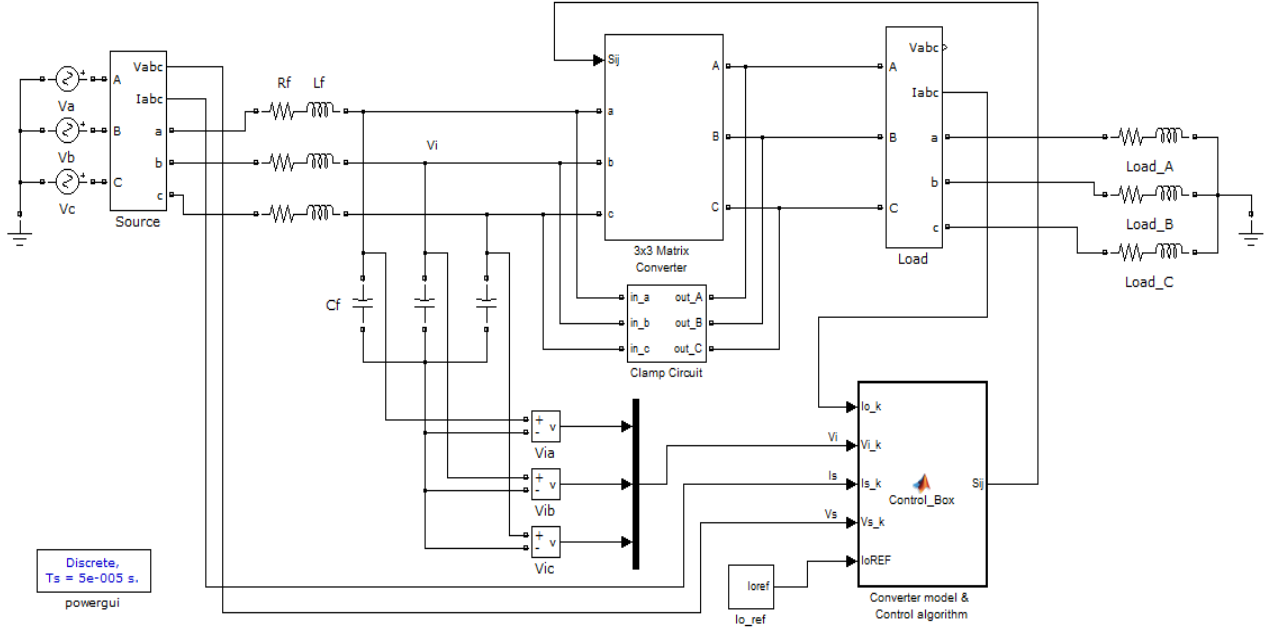 Va
Vb
Vc
A
B
C
Vabc
Iabc
a
b
c
Source
Rf
Lf
Vi
Cf
Sij
a
b
c
A
B
C
3x3 Matrix
Converter
in_a
in_b
in_c
out_A
out_B
out_C
Clamp Circuit
A
B
C
Vabc
Iabc
a
b
c
Load
Load_A
Load_B
Load_C
+
-
v
Via
+
-
v
Vib
+
-
v
Vic
Vi
Is
Vs
Io_k
Vi_k
Is_k
Vs_k
IoREF
Control_Box
Sij
Converter model &
Control algorithm
Ioref
Io_ref
Discrete,
Ts = 5e-005 s.
powergui